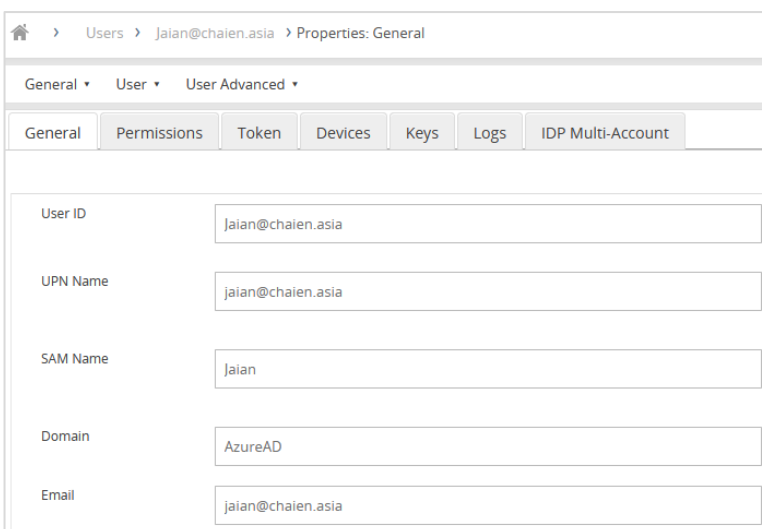 Users Jaian@chaien.asia Properties: General
General User User Advanced
General Permissions Token Devices Keys Logs IDP Multi-Account
User ID Jaian@chaien.asia
UPN Name jaian@chaien.asia
SAM Name Jaian
Domain AzureAD
Email jaian@chaien.asia